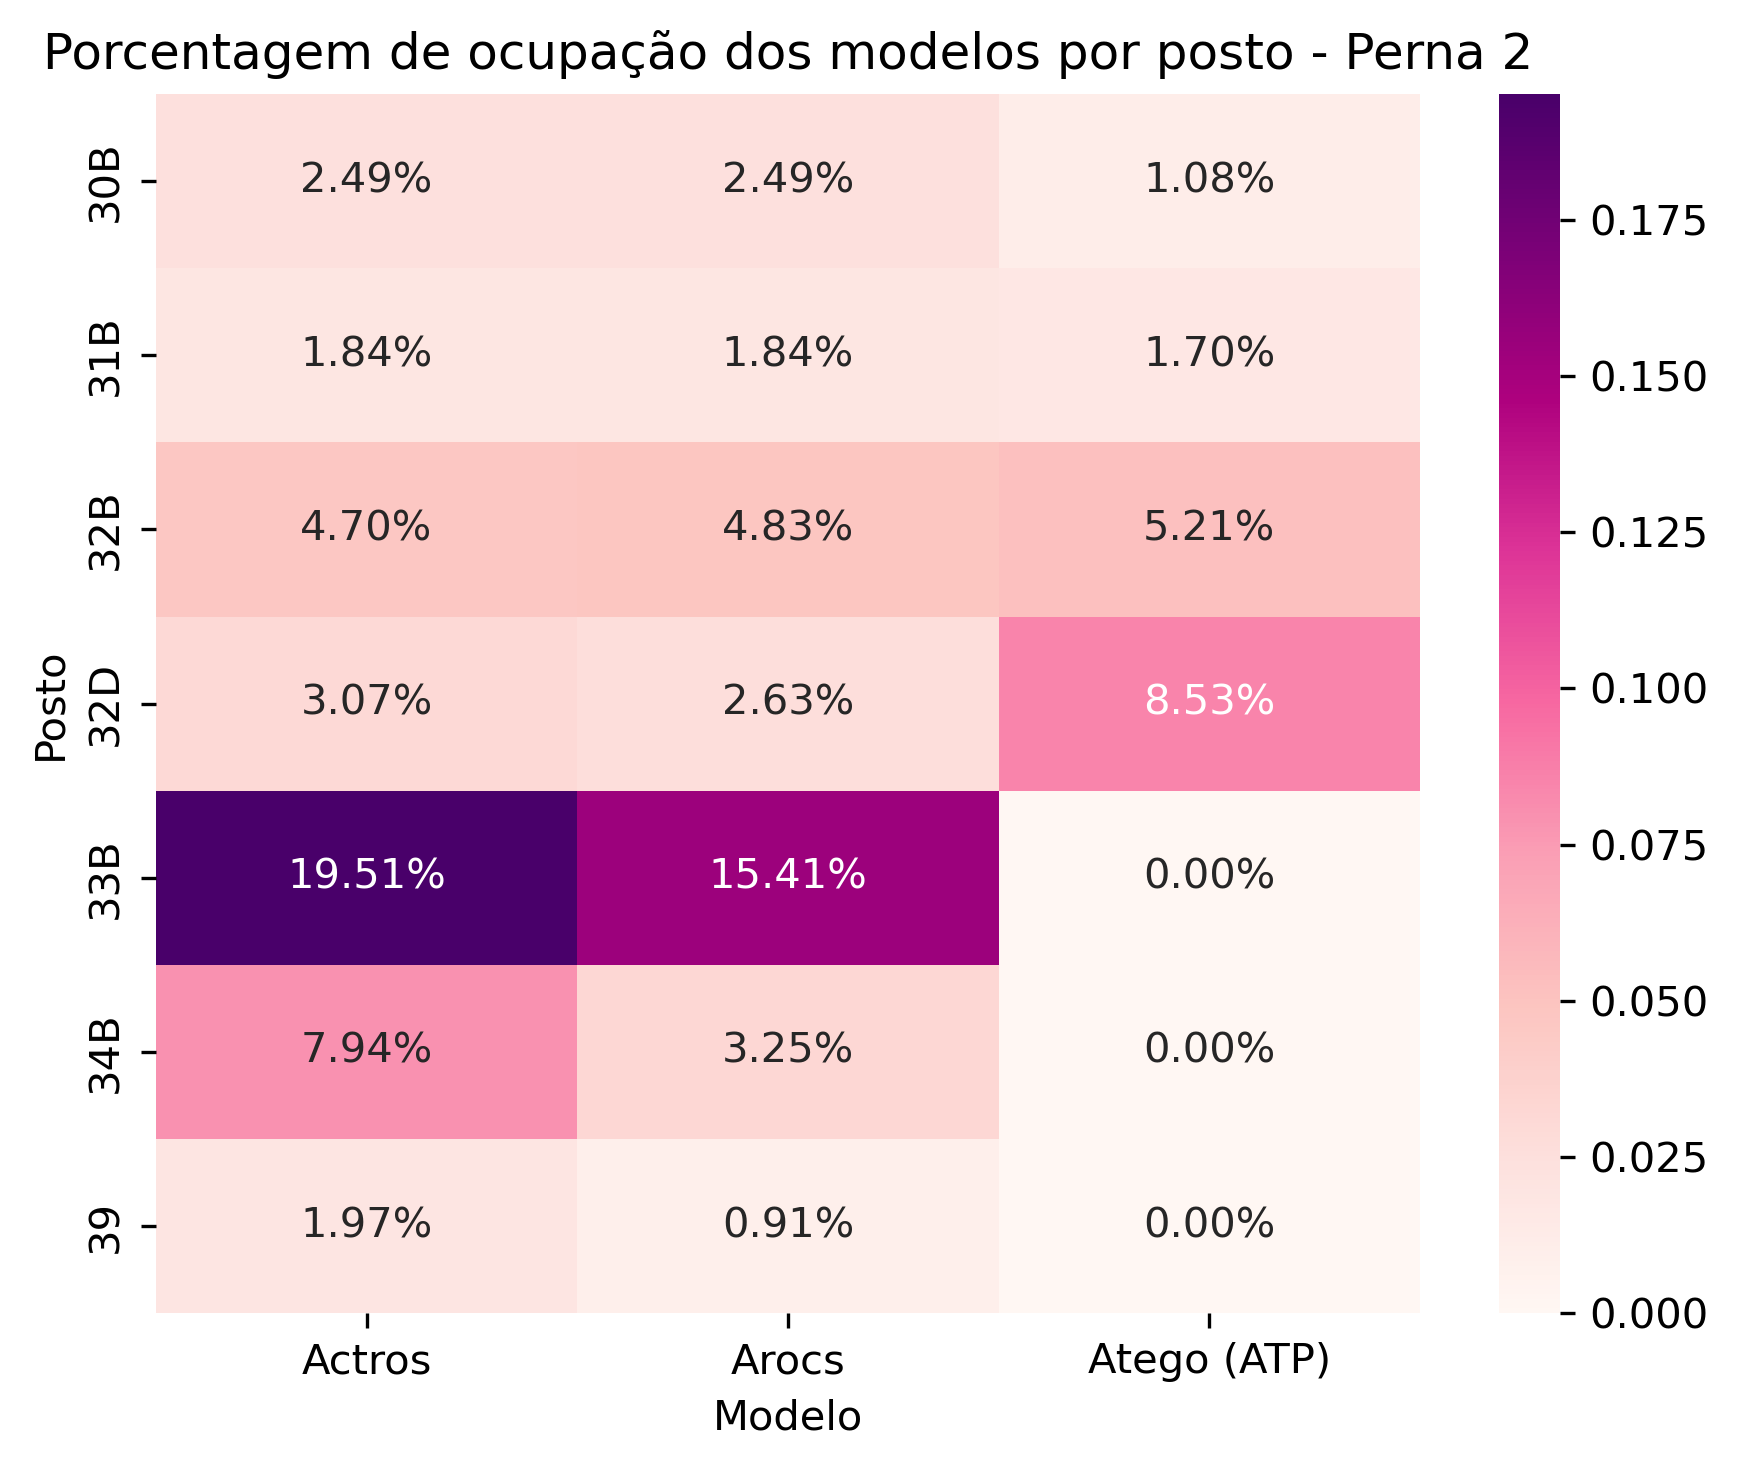 Porcentagem de ocupação dos modelos por posto - Perna 2
Posto
30B 2.49% 2.49% 1.08%
31B 1.84% 1.84% 1.70%
32B 4.70% 4.83% 5.21%
32D 3.07% 2.63% 8.53%
33B 19.51% 15.41% 0.00%
34B 7.94% 3.25% 0.00%
39 1.97% 0.91% 0.00%
Actros Arocs Atego (ATP)
Modelo
0.175
0.150
0.125
0.100
0.075
0.050
0.025
0.000